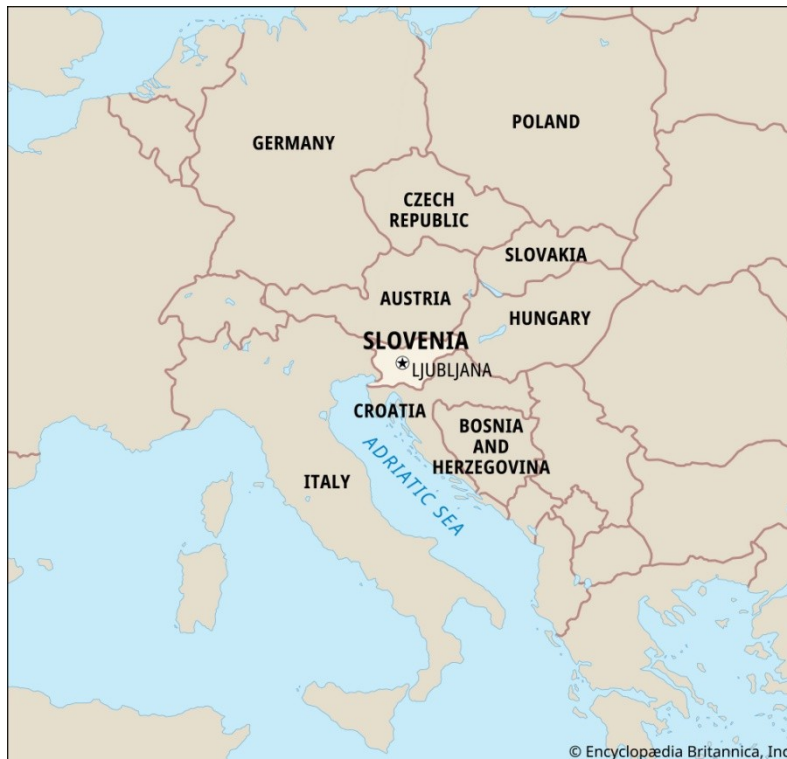 GERMANY
POLAND
CZECH
REPUBLIC
SLOVAKIA
AUSTRIA
HUNGARY
SLOVENIA
LJUBLJANA
CROATIA
BOSNIA
AND
HERZEGOVINA
ITALY
ADRIATIC SEA
© Encyclopædia Britannica, Inc